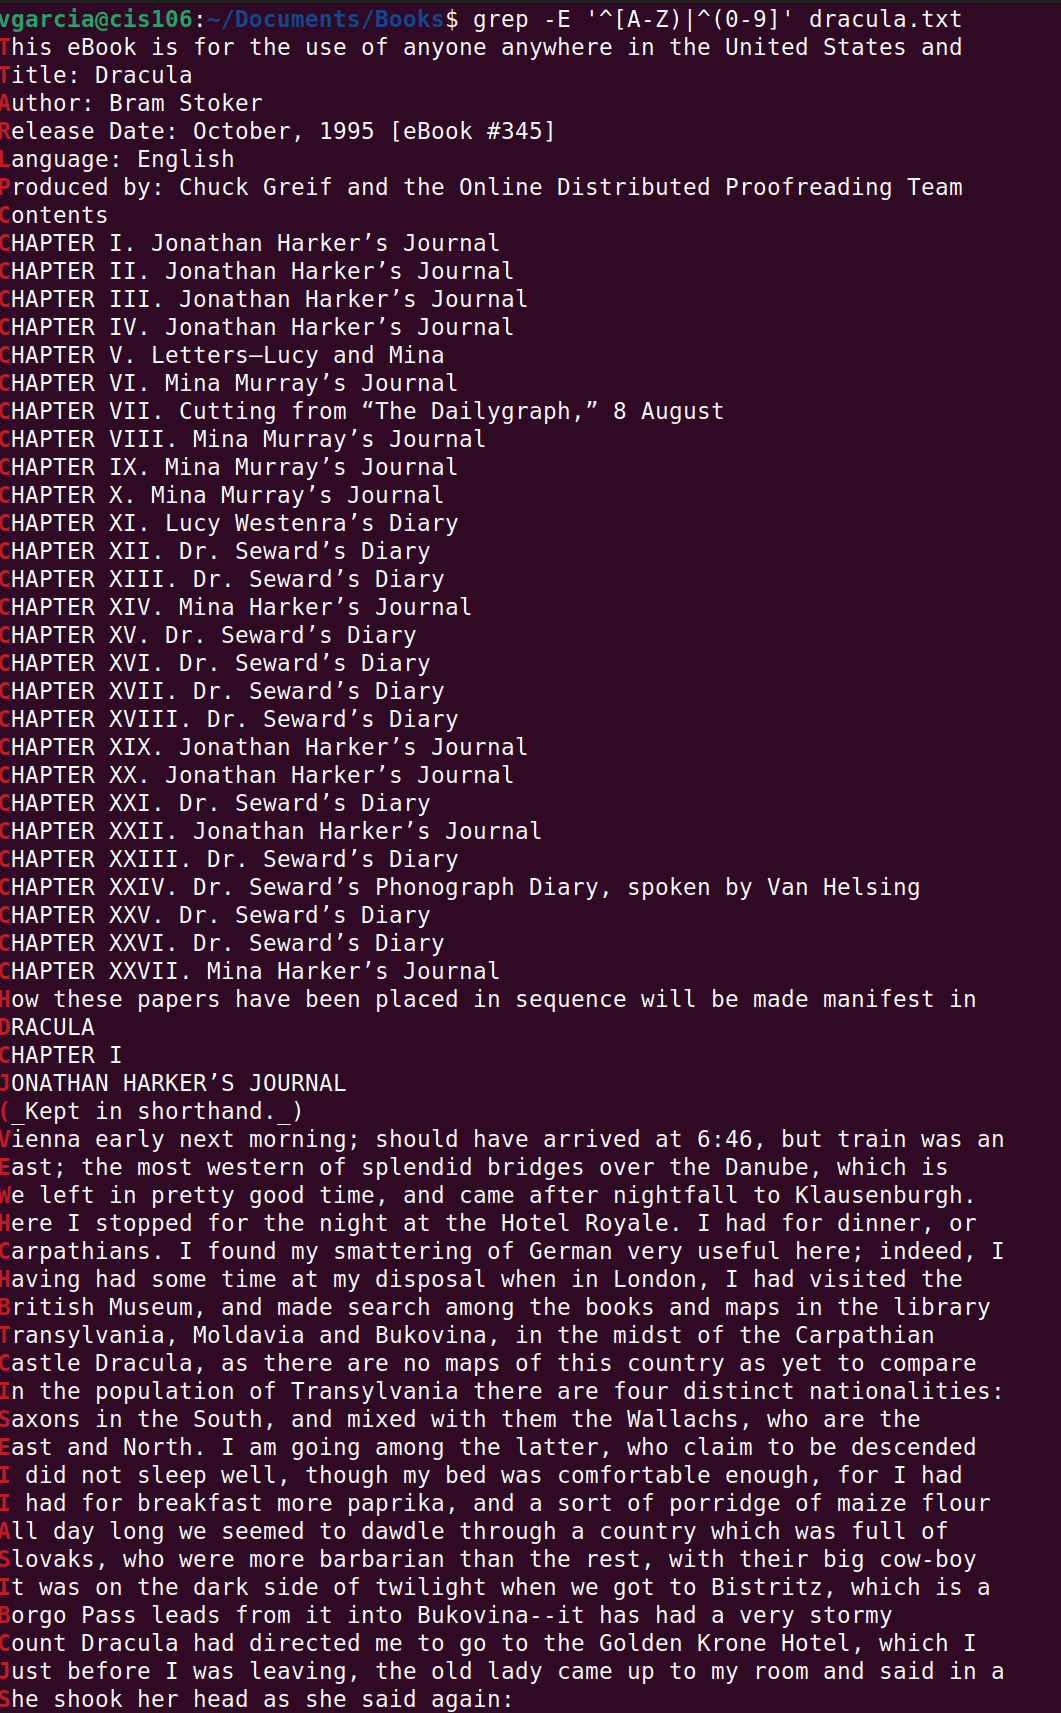 vgarcia@cis106:~/Documents/Books$ grep -E '^[A-Z)|^(0-9]' dracula.txt
This eBook is for the use of anyone anywhere in the United States and
Title: Dracula
Author: Bram Stoker
Release Date: October, 1995 [eBook #345]
Language: English
Produced by: Chuck Greif and the Online Distributed Proofreading Team
Contents
CHAPTER I. Jonathan Harker’s Journal
CHAPTER II. Jonathan Harker’s Journal
CHAPTER III. Jonathan Harker’s Journal
CHAPTER IV. Jonathan Harker’s Journal
CHAPTER V. Letters—Lucy and Mina
CHAPTER VI. Mina Murray’s Journal
CHAPTER VII. Cutting from “The Dailygraph,” 8 August
CHAPTER VIII. Mina Murray’s Journal
CHAPTER IX. Mina Murray’s Journal
CHAPTER X. Mina Murray’s Journal
CHAPTER XI. Lucy Westenra’s Diary
CHAPTER XII. Dr. Seward’s Diary
CHAPTER XIII. Dr. Seward’s Diary
CHAPTER XIV. Mina Harker’s Journal
CHAPTER XV. Dr. Seward’s Diary
CHAPTER XVI. Dr. Seward’s Diary
CHAPTER XVII. Dr. Seward’s Diary
CHAPTER XVIII. Dr. Seward’s Diary
CHAPTER XIX. Jonathan Harker’s Journal
CHAPTER XX. Jonathan Harker’s Journal
CHAPTER XXI. Dr. Seward’s Diary
CHAPTER XXII. Jonathan Harker’s Journal
CHAPTER XXIII. Dr. Seward’s Diary
CHAPTER XXIV. Dr. Seward’s Phonograph Diary, spoken by Van Helsing
CHAPTER XXV. Dr. Seward’s Diary
CHAPTER XXVI. Dr. Seward’s Diary
CHAPTER XXVII. Mina Harker’s Journal
How these papers have been placed in sequence will be made manifest in
DRACULA
CHAPTER I
JONATHAN HARKER’S JOURNAL
(_Kept in shorthand._)
Vienna early next morning; should have arrived at 6:46, but train was an
East; the most western of splendid bridges over the Danube, which is
We left in pretty good time, and came after nightfall to Klausenburgh.
Here I stopped for the night at the Hotel Royale. I had for dinner, or
Carpathians. I found my smattering of German very useful here; indeed, I
Having had some time at my disposal when in London, I had visited the
British Museum, and made search among the books and maps in the library
Transylvania, Moldavia and Bukovina, in the midst of the Carpathian
Castle Dracula, as there are no maps of this country as yet to compare
In the population of Transylvania there are four distinct nationalities:
Saxons in the South, and mixed with them the Wallachs, who are the
East and North. I am going among the latter, who claim to be descended
I did not sleep well, though my bed was comfortable enough, for I had
I had for breakfast more paprika, and a sort of porridge of maize flour
All day long we seemed to dawdle through a country which was full of
Slovaks, who were more barbarian than the rest, with their big cow-boy
It was on the dark side of twilight when we got to Bistritz, which is a
Borgo Pass leads from it into Bukovina--it has had a very stormy
Count Dracula had directed me to go to the Golden Krone Hotel, which I
Just before I was leaving, the old lady came up to my room and said in a
She shook her head as she said again: